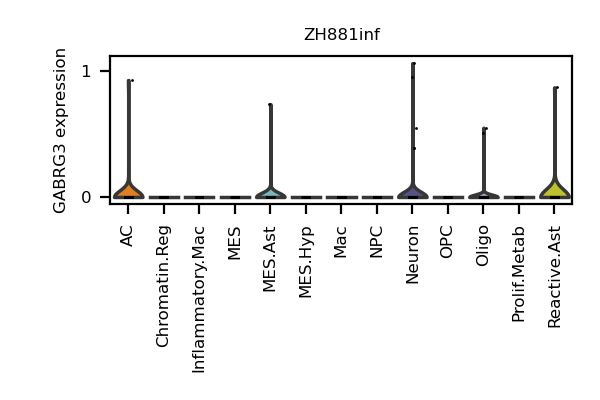 ZH881inf
GABRG3 expression
1
0
AC
Chromatin.Reg
Inflammatory.Mac
MES
MES.Ast
MES.Hyp
Mac
NPC
Neuron
OPC
Oligo
Prolif.Metab
Reactive.Ast